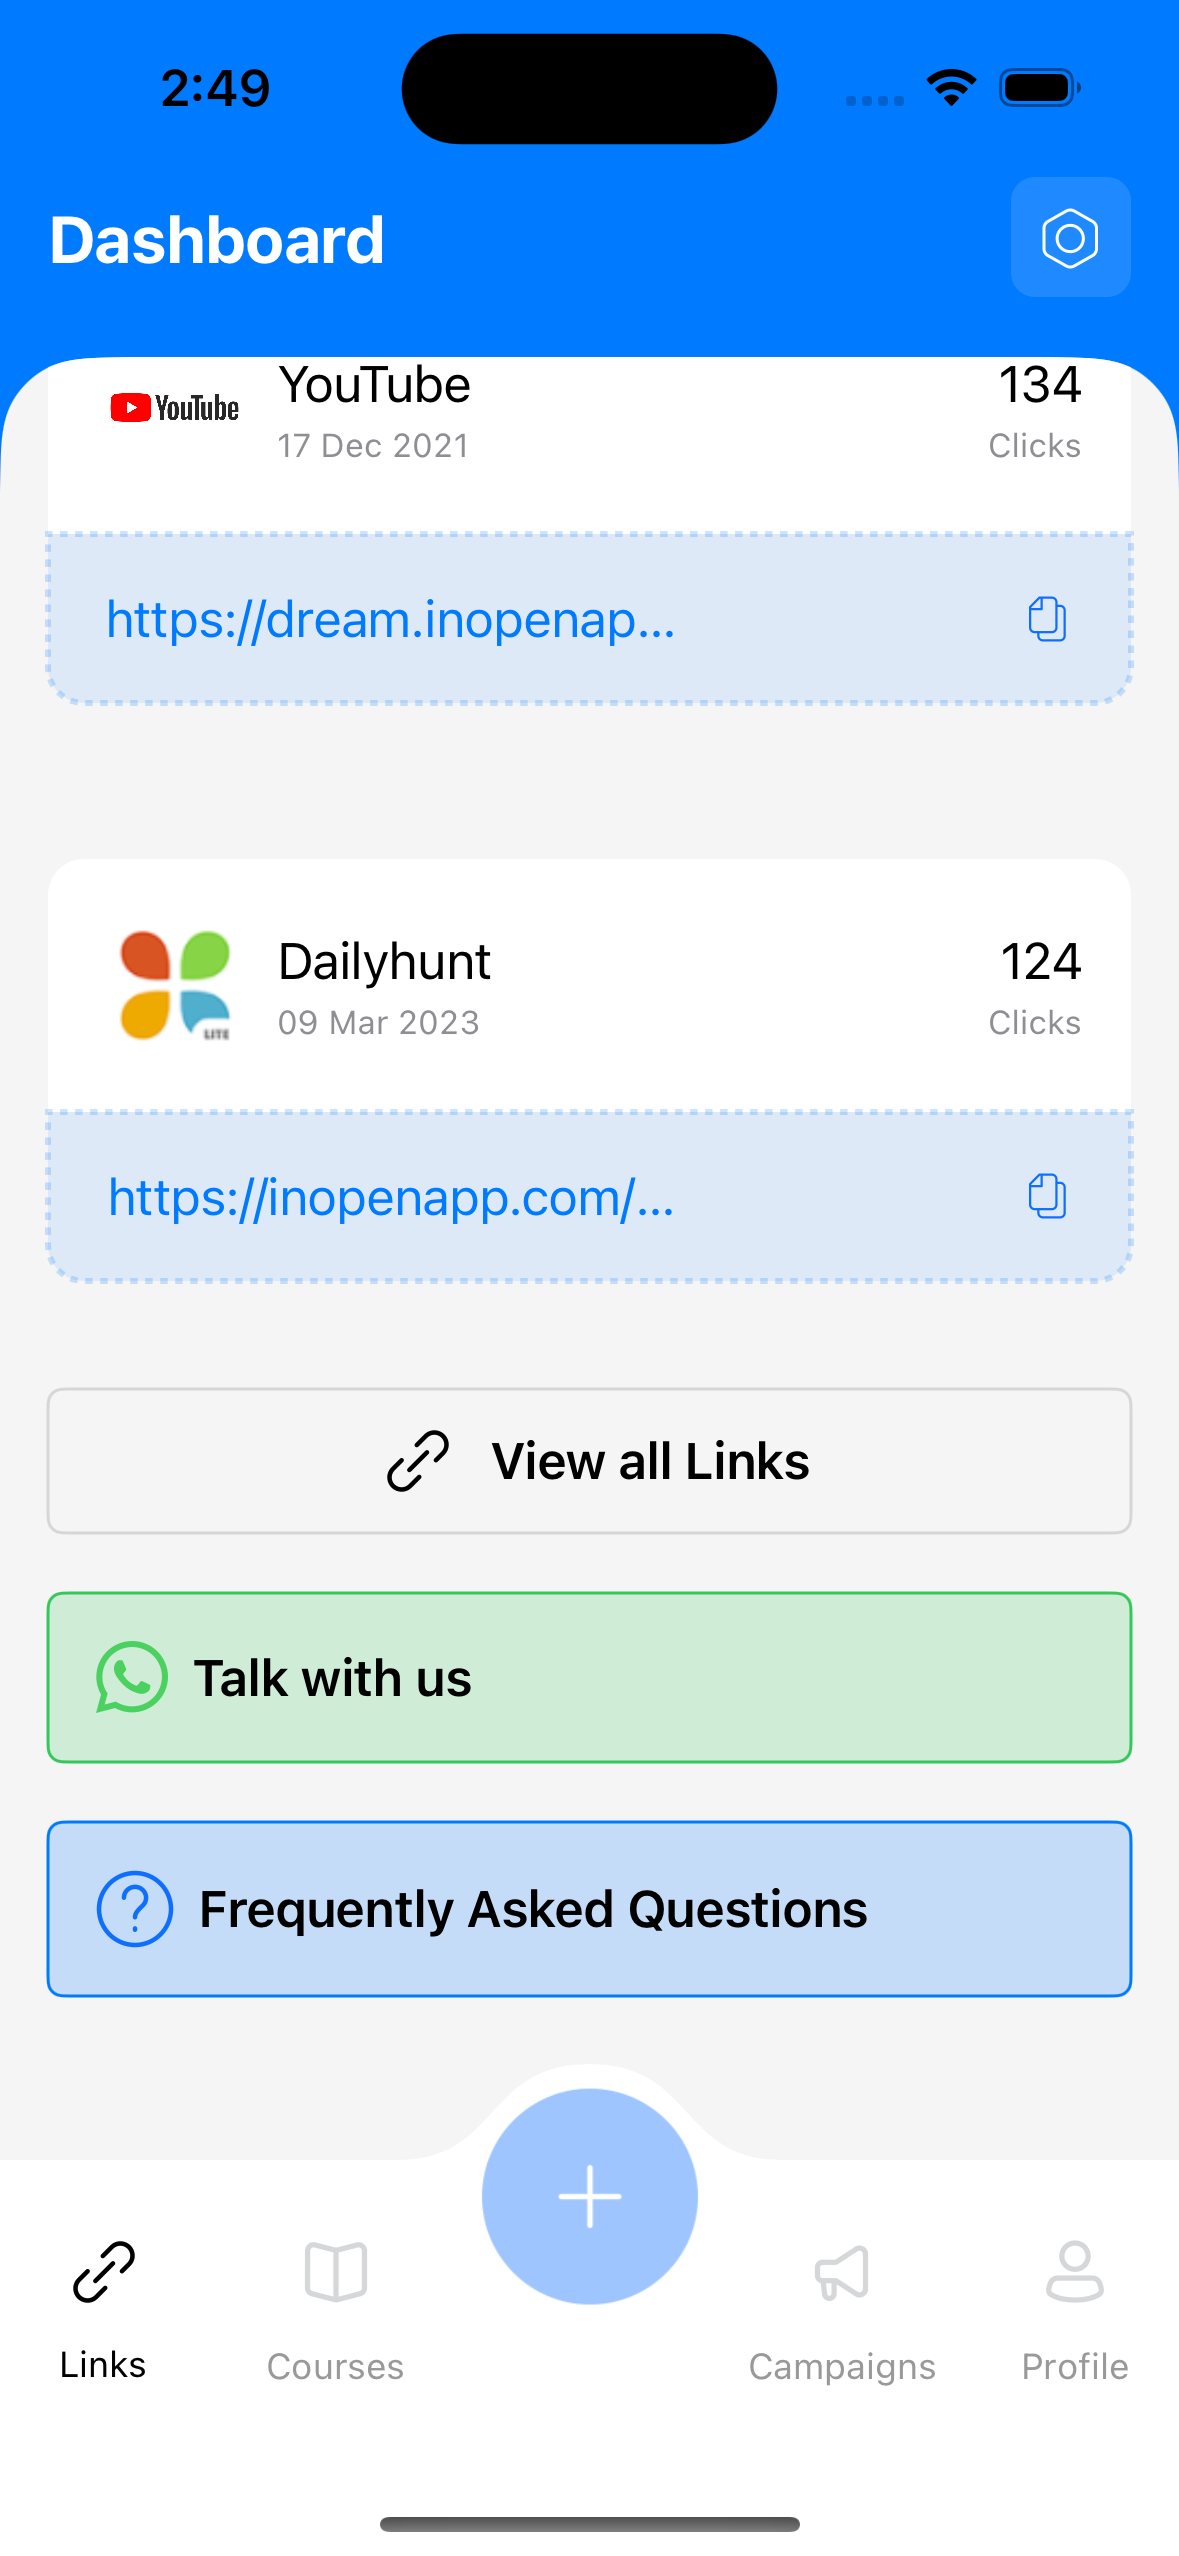 2:49
Dashboard
YouTube
YouTube
134
17 Dec 2021
Clicks
https://dream.inopenap...
LITE
Dailyhunt
124
09 Mar 2023
Clicks
https://inopenapp.com/...
View all Links
Talk with us
Frequently Asked Questions
Links
Courses
Campaigns
Profile